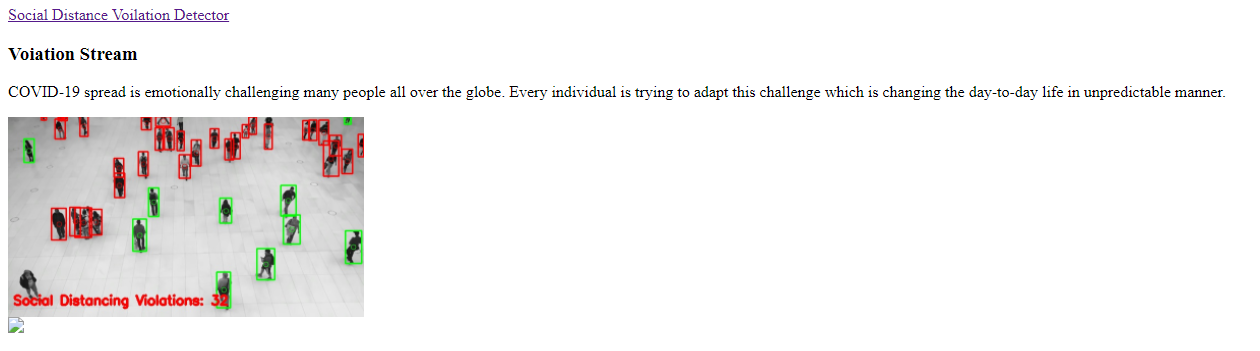 Social Distance Voilation Detector
Voiation Stream
COVID-19 spread is emotionally challenging many people all over the globe. Every individual is trying to adapt this challenge which is changing the day-to-day life in unpredictable manner.
Social Distancing Violations: 32